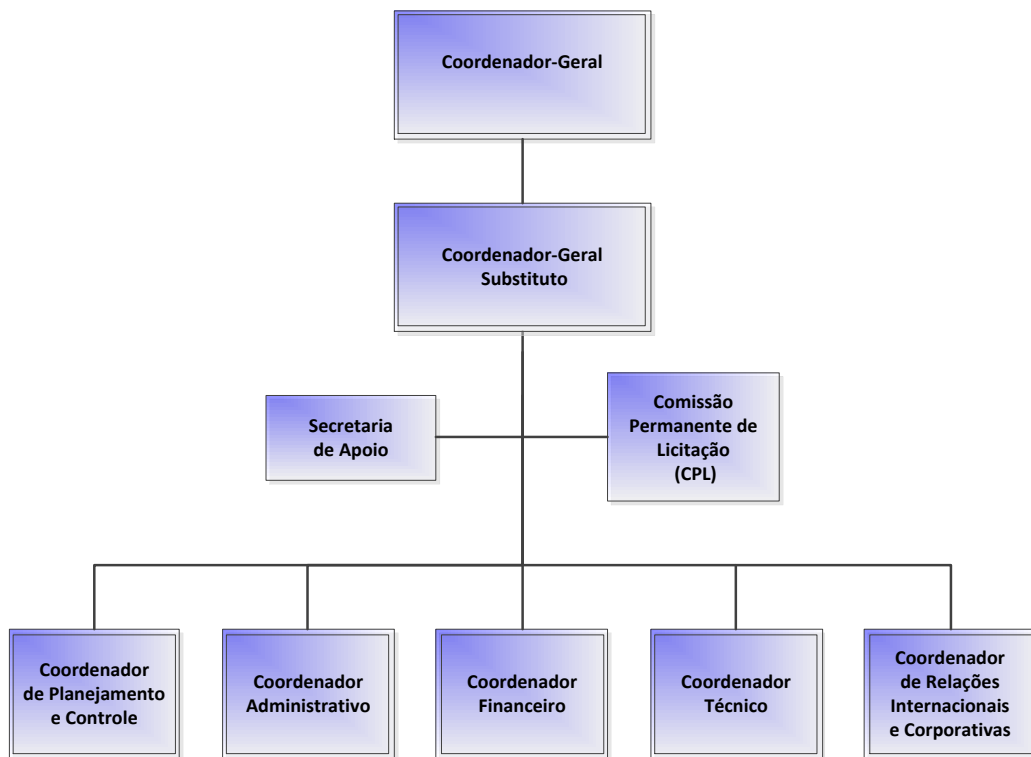 Coordenador-Geral
Coordenador-Geral
Substituto
Secretaria
de Apoio
Comissão
Permanente de
Licitação
(CPL)
Coordenador
de Planejamento
e Controle
Coordenador
Administrativo
Coordenador
Financeiro
Coordenador
Técnico
Coordenador
de Relações
Internacionais
e Corporativas